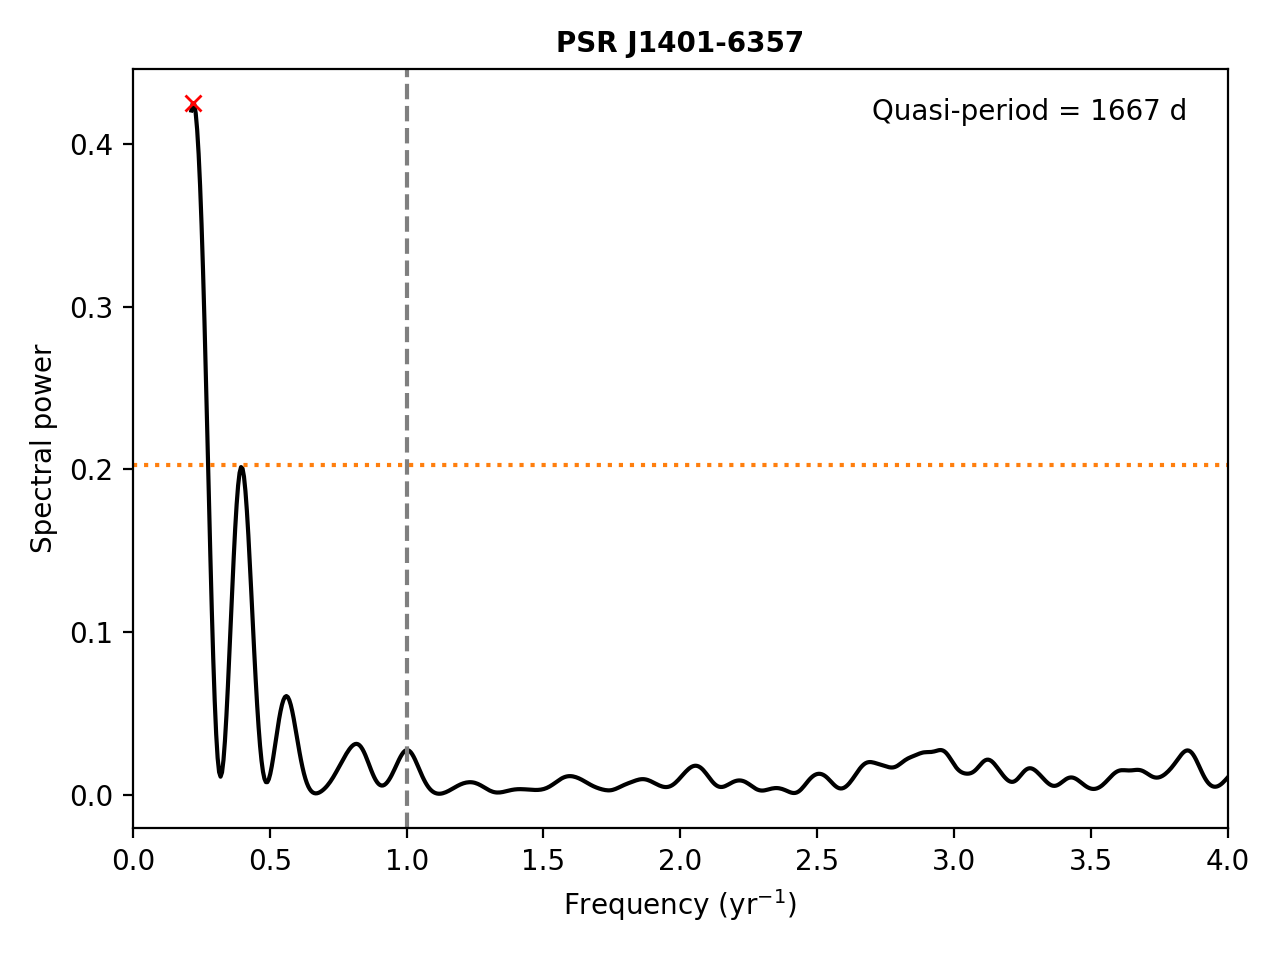 PSR J1401-6357
Quasi-period = 1667 d
Spectral power
0.4
0.3
0.2
0.1
0.0
0.0 0.5 1.0 1.5 2.0 2.5 3.0 3.5 4.0
Frequency (yr⁻¹)